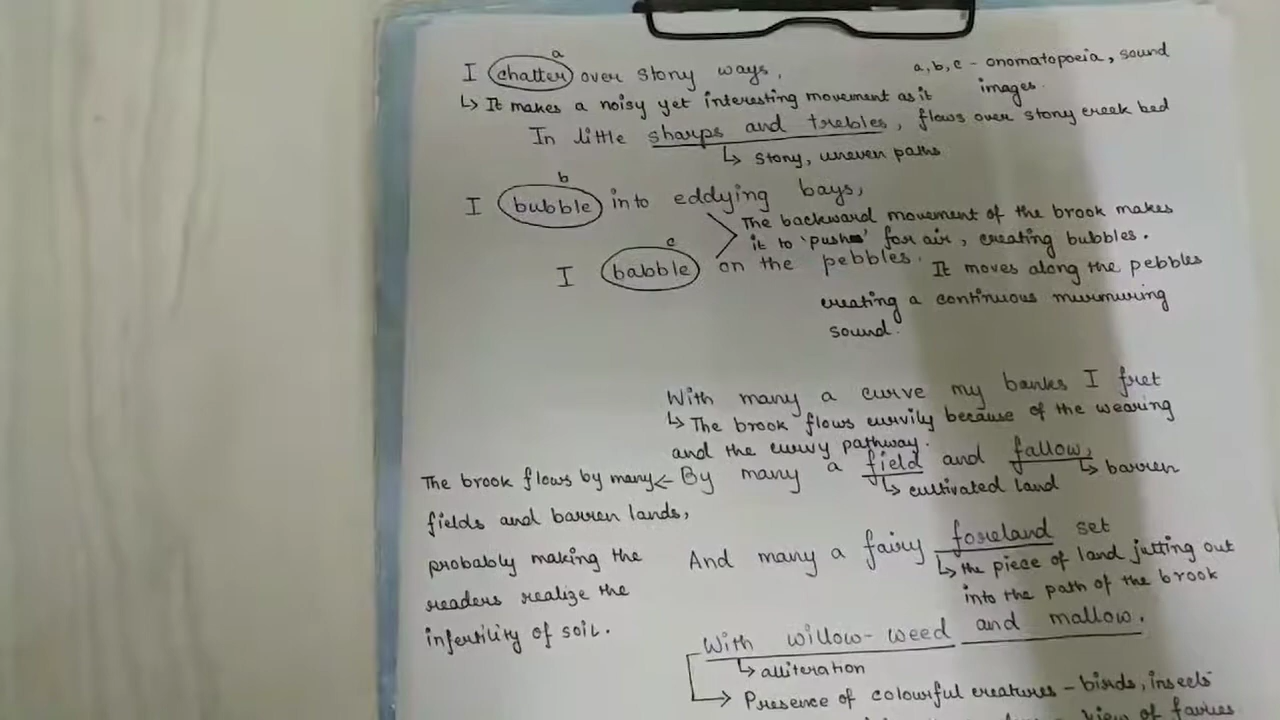 a
I chatter over stony ways,
a, b, c - onomatopoeia, sound
images.
↳ It makes a noisy yet interesting movement as it
flows over stony creek bed
In little sharps and trebles,
↳ stony, uneven paths
b
I bubble into eddying bays,
The backward movement of the brook makes
it to 'push' for air, creating bubbles.
c
I babble on the pebbles.
It moves along the pebbles
creating a continuous murmuring
sound.
With many a curve my banks I fret
↳ The brook flows curvily because of the wearing
and the curvy pathway.
By many a field and fallow,
↳ barren
↳ cultivated land
The brook flows by many
fields and barren lands,
probably making the
readers realize the
infertility of soil.
And many a fairy foreland set
↳ the piece of land jutting out
into the path of the brook
With willow-weed and mallow.
↳ alliteration
→ Presence of colourful creatures - birds, insects
view of fairies